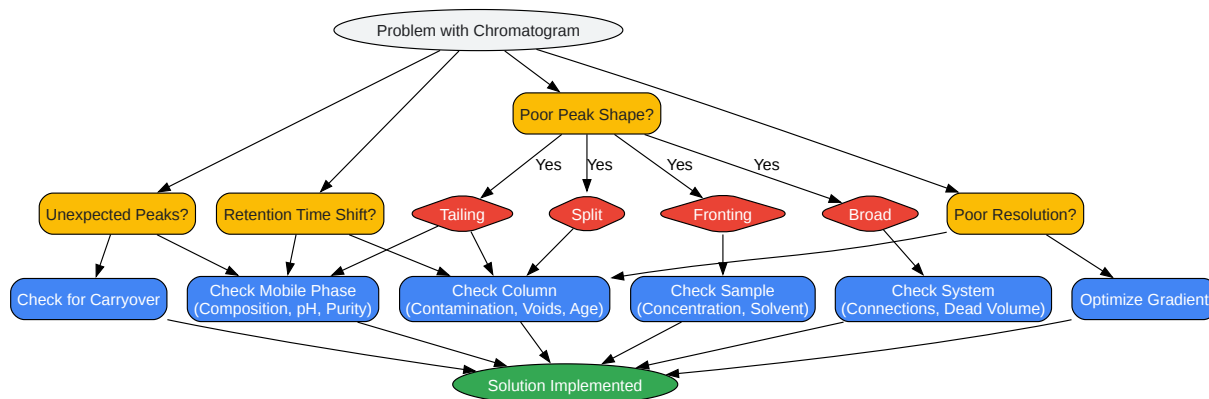 Problem with Chromatogram
Poor Peak Shape?
Yes
Yes
Yes
Yes
Unexpected Peaks?
Retention Time Shift?
Tailing
Split
Fronting
Broad
Poor Resolution?
Check for Carryover
Check Mobile Phase
(Composition, pH, Purity)
Check Column
(Contamination, Voids, Age)
Check Sample
(Concentration, Solvent)
Check System
(Connections, Dead Volume)
Optimize Gradient
Solution Implemented